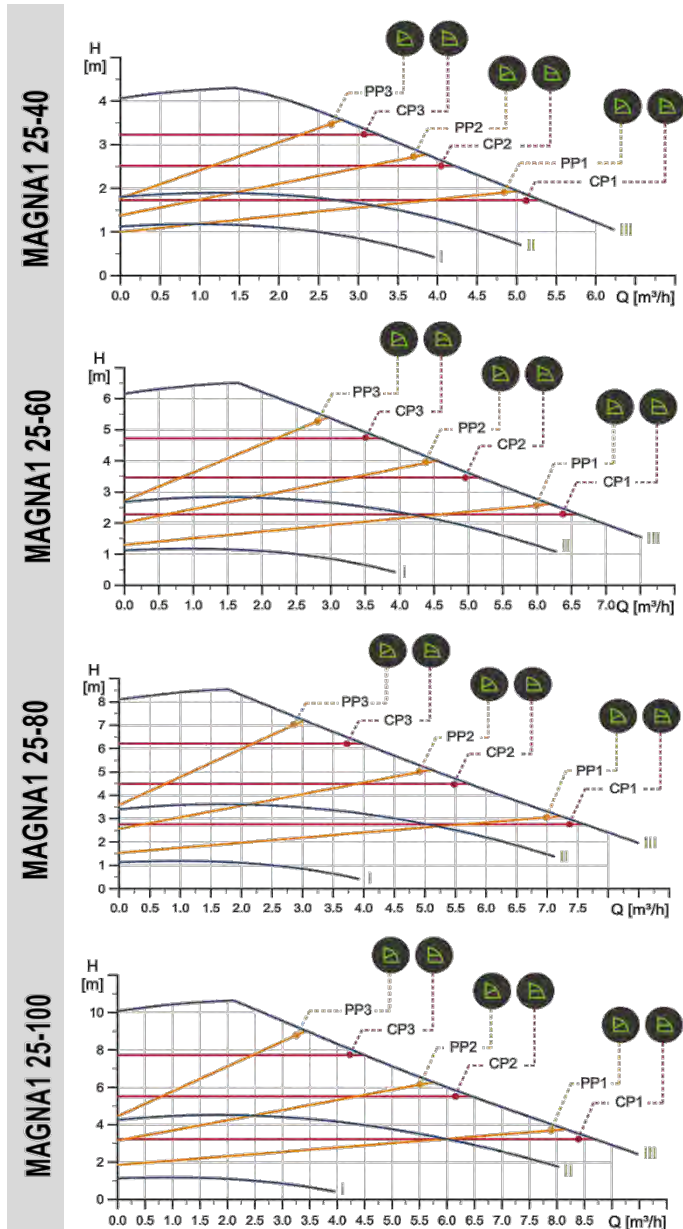 MAGNA1 25-40
H
[m]
4
3
2
1
0
PP3
CP3
PP2
CP2
PP1
CP1
III
II
I
0.0 0.5 1.0 1.5 2.0 2.5 3.0 3.5 4.0 4.5 5.0 5.5 6.0 Q [m³/h]
MAGNA1 25-60
H
[m]
6
5
4
3
2
1
0
PP3
CP3
PP2
CP2
PP1
CP1
III
II
I
0.0 0.5 1.0 1.5 2.0 2.5 3.0 3.5 4.0 4.5 5.0 5.5 6.0 6.5 7.0 Q [m³/h]
MAGNA1 25-80
H
[m]
8
7
6
5
4
3
2
1
0
PP3
CP3
PP2
CP2
PP1
CP1
III
II
I
0.0 0.5 1.0 1.5 2.0 2.5 3.0 3.5 4.0 4.5 5.0 5.5 6.0 6.5 7.0 7.5 Q [m³/h]
MAGNA1 25-100
H
[m]
10
8
6
4
2
0
PP3
CP3
PP2
CP2
PP1
CP1
III
II
I
0.0 0.5 1.0 1.5 2.0 2.5 3.0 3.5 4.0 4.5 5.0 5.5 6.0 6.5 7.0 7.5 8.0 8.5 Q [m³/h]